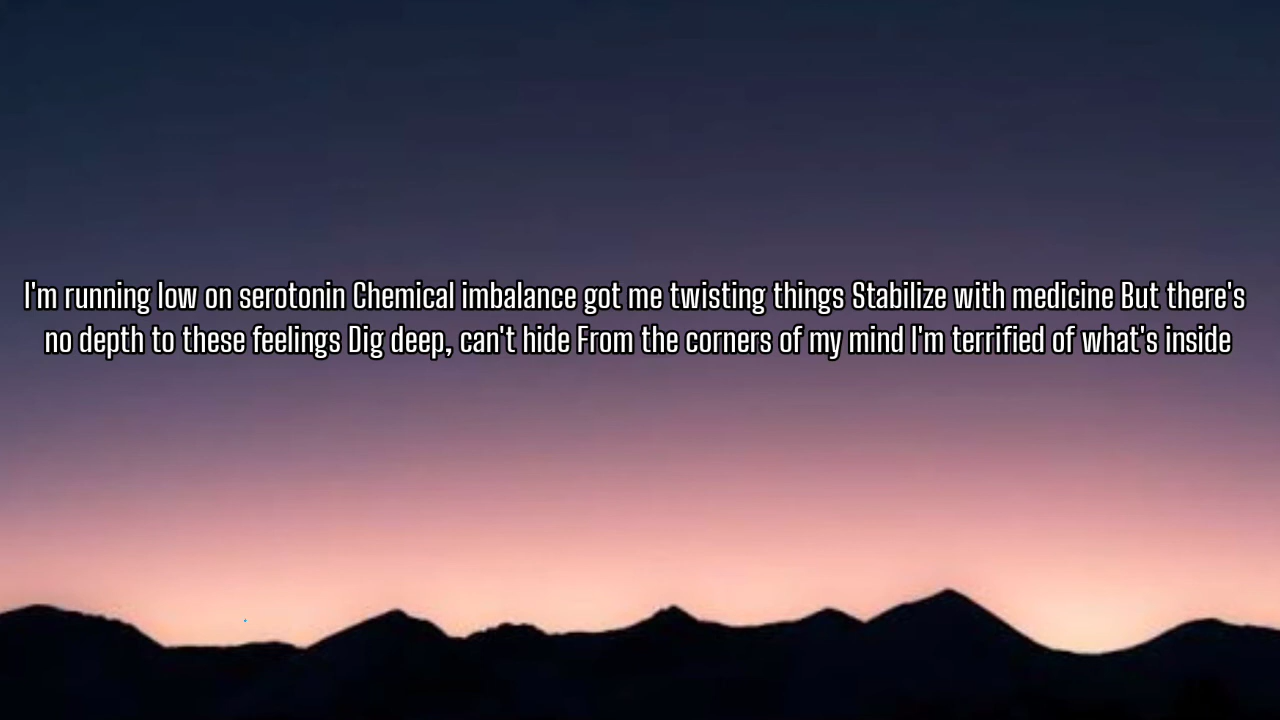 I'm running low on serotonin Chemical imbalance got me twisting things Stabilize with medicine But there's
no depth to these feelings Dig deep, can't hide From the corners of my mind I'm terrified of what's inside